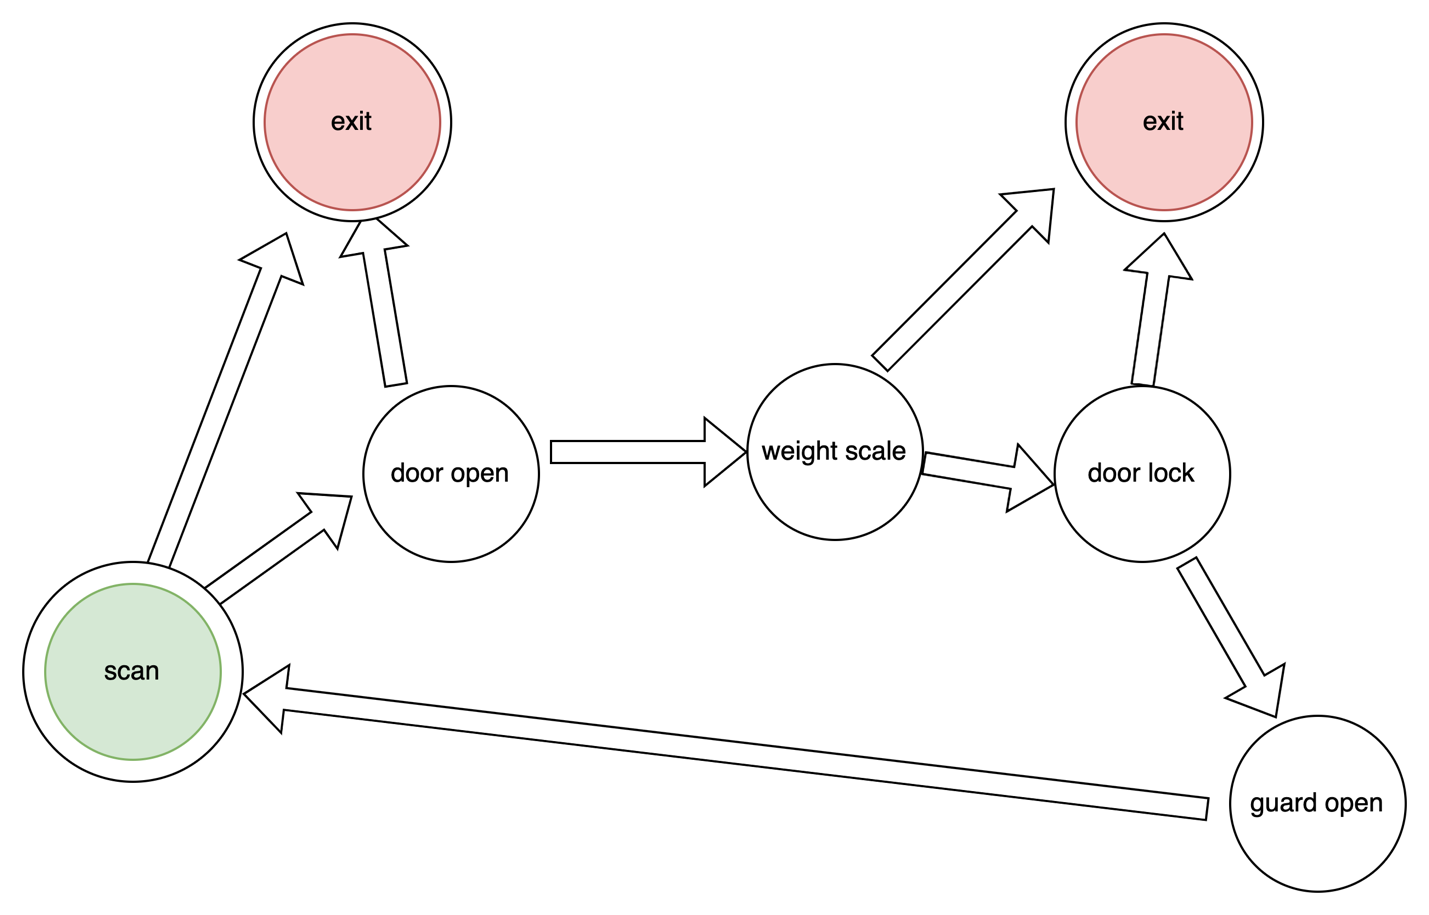 exit
exit
door open
weight scale
door lock
scan
guard open